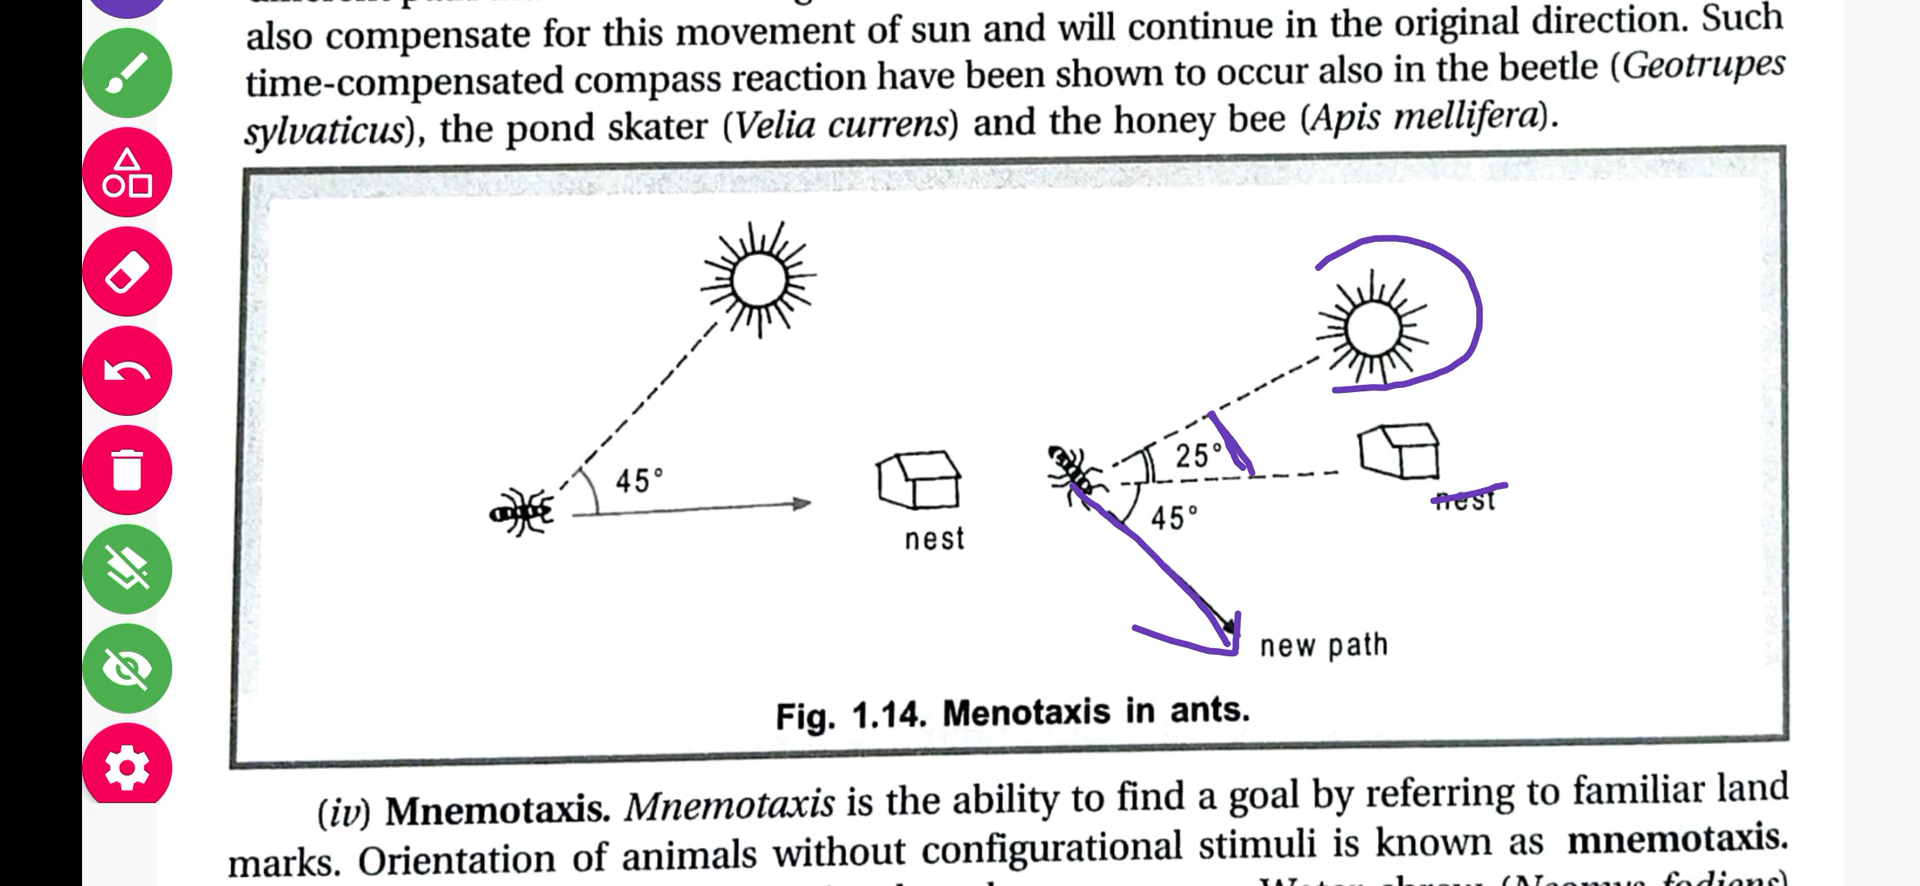 also compensate for this movement of sun and will continue in the original direction. Such
time-compensated compass reaction have been shown to occur also in the beetle (Geotrupes
sylvaticus), the pond skater (Velia currens) and the honey bee (Apis mellifera).
45°
nest
25°
45°
nest
new path
Fig. 1.14. Menotaxis in ants.
(iv) Mnemotaxis. Mnemotaxis is the ability to find a goal by referring to familiar land
marks. Orientation of animals without configurational stimuli is known as mnemotaxis.